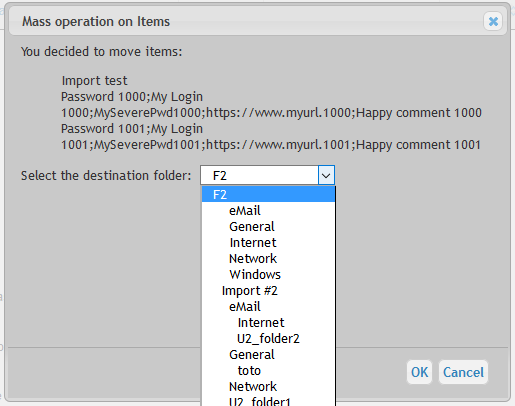 Mass operation on Items
You decided to move items:
Import test
Password 1000;My Login
1000;MySeverePwd1000;https://www.myurl.1000;Happy comment 1000
Password 1001;My Login
1001;MySeverePwd1001;https://www.myurl.1001;Happy comment 1001
Select the destination folder: F2
F2
eMail
General
Internet
Network
Windows
Import #2
eMail
Internet
U2_folder2
General
toto
Network
U2_folder1
OK Cancel